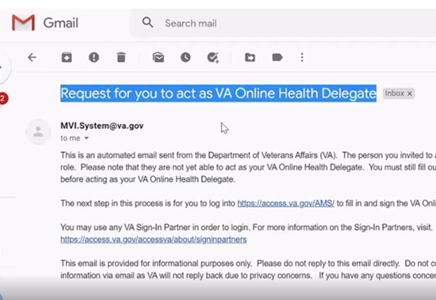 Gmail
Search mail
Request for you to act as VA Online Health Delegate Inbox x
2
MVI.System@va.gov
to me
This is an automated email sent from the Department of Veterans Affairs (VA). The person you invited to a
role. Please note that they are not yet able to act as your VA Online Health Delegate. You must still fill ou
before acting as your VA Online Health Delegate.
The next step in this process is for you to log into https://access.va.gov/AMS/ to fill in and sign the VA Onl
You may use any VA Sign-In Partner in order to login. For more information on the Sign-In Partners, visit
https://access.va.gov/accessva/about/signinpartners
This email is provided for informational purposes only. Please do not reply to this email directly. Do not c
information via email as VA will not reply back due to privacy concerns. If you have any questions concer